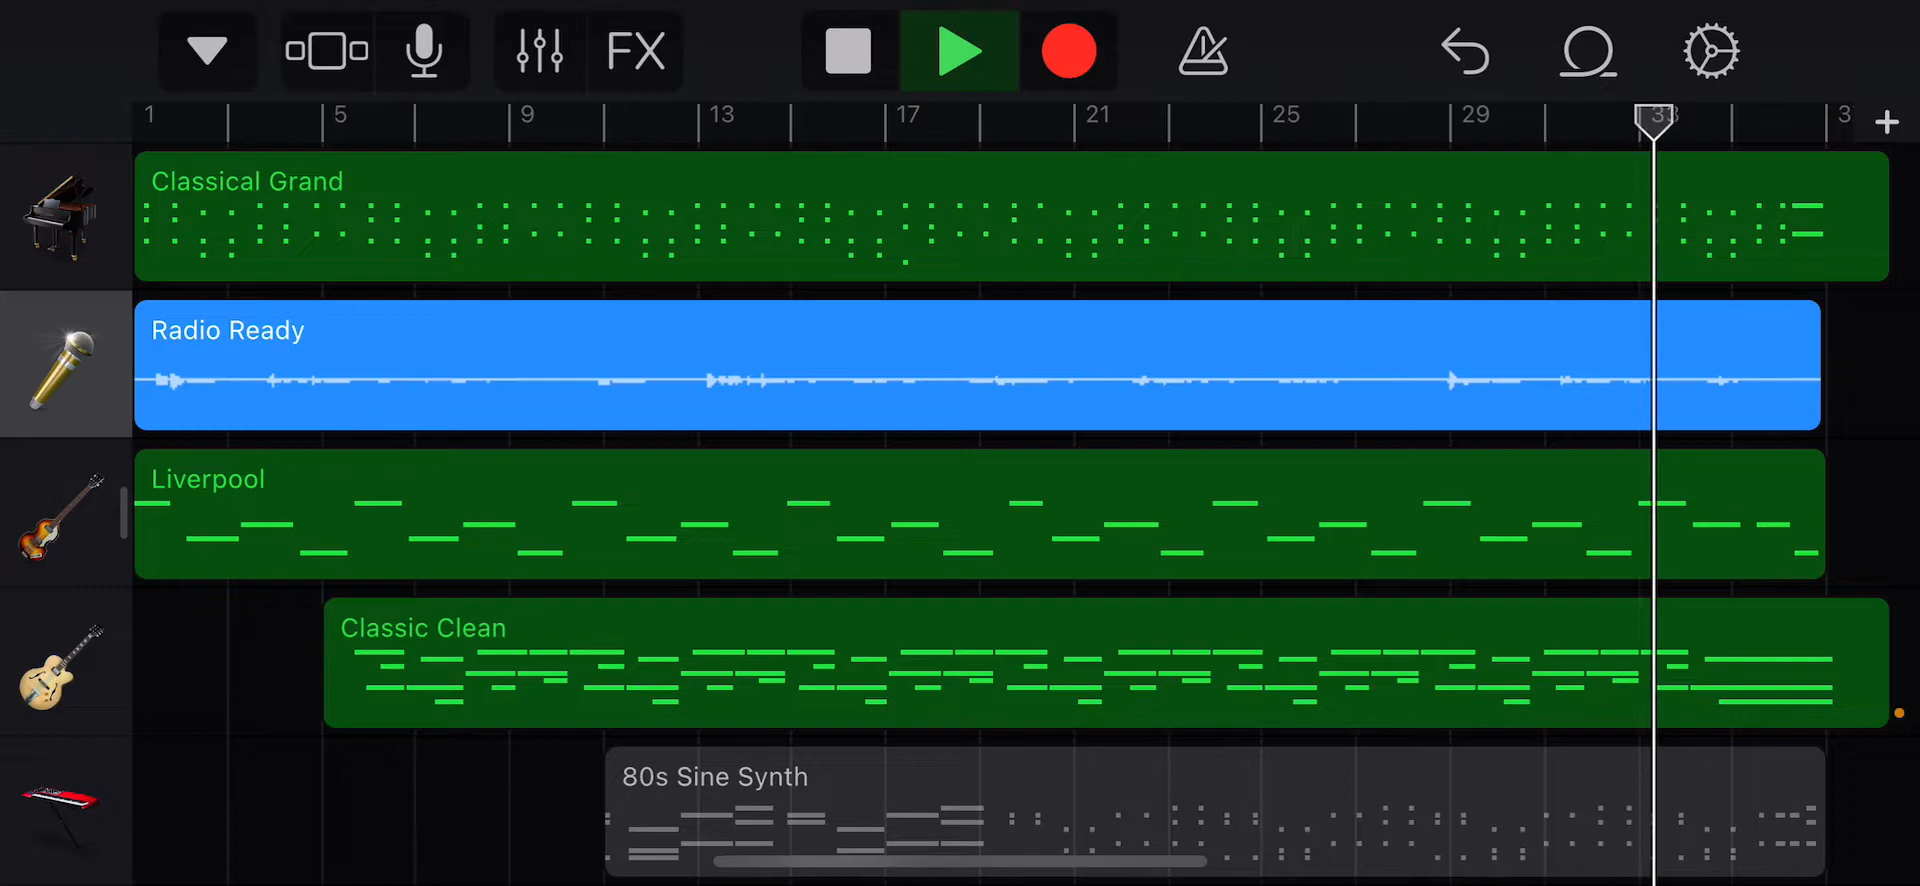 FX
1 5 9 13 17 21 25 29 33 3
Classical Grand
Radio Ready
Liverpool
Classic Clean
80s Sine Synth